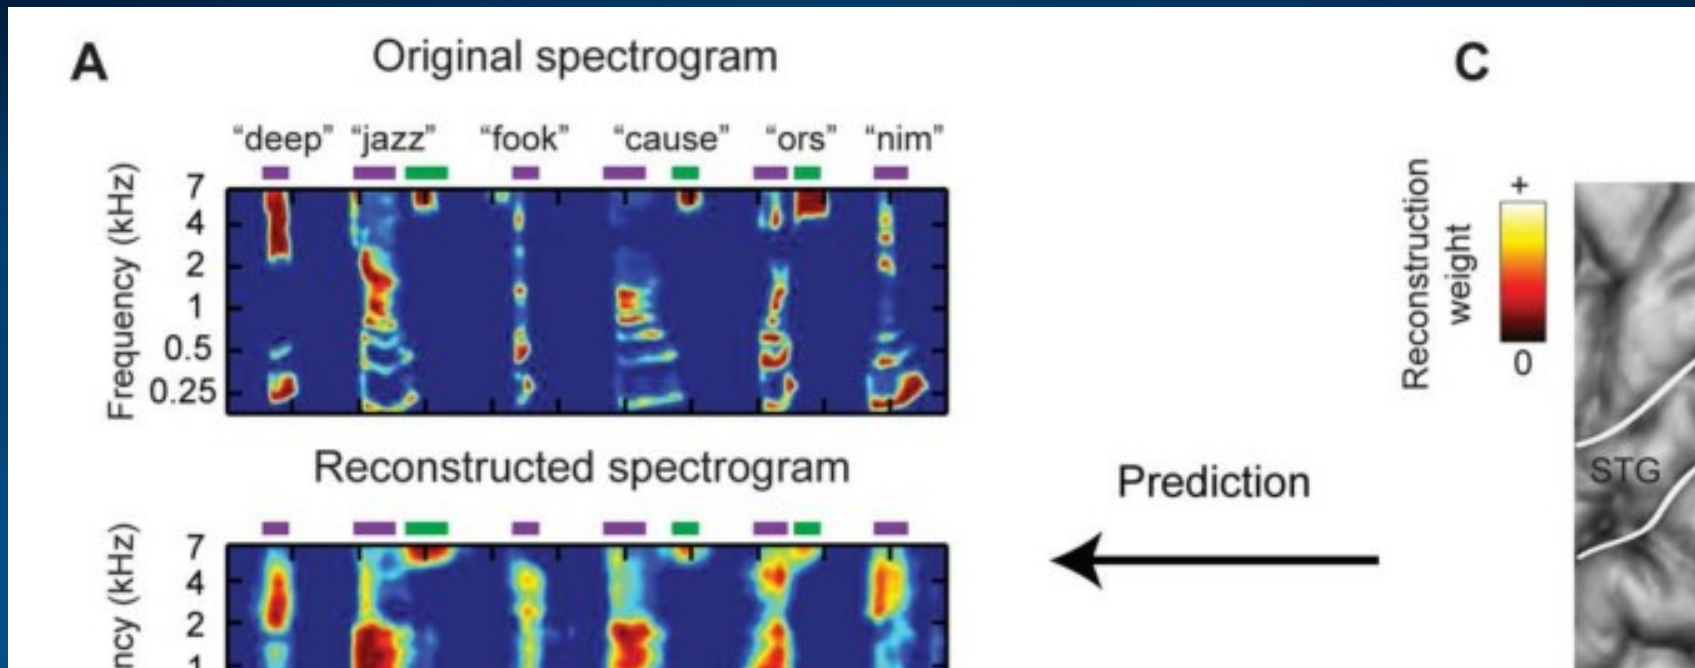 A
Original spectrogram
“deep” “jazz” “fook” “cause” “ors” “nim”
Frequency (kHz)
7
4
2
1
0.5
0.25
Reconstructed spectrogram
ncy (kHz)
7
4
2
1
Prediction
C
Reconstruction
weight
+
0
STG